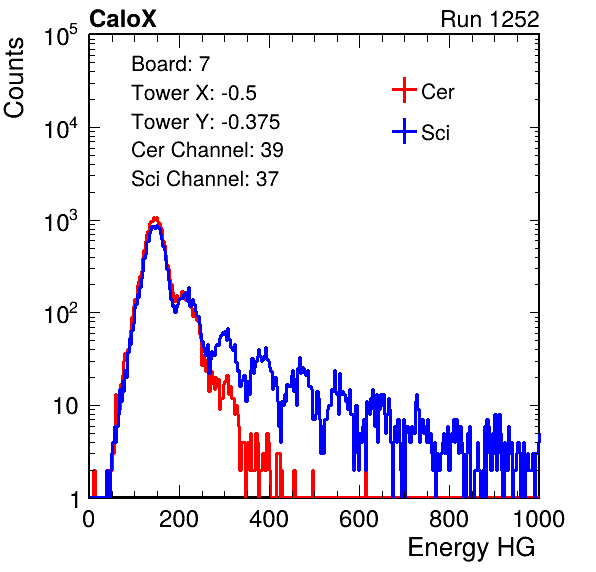 CaloX Run 1252
Counts
10^5
10^4
10^3
10^2
10
1
Board: 7
Tower X: -0.5
Tower Y: -0.375
Cer Channel: 39
Sci Channel: 37
Cer
Sci
0 200 400 600 800 1000
Energy HG